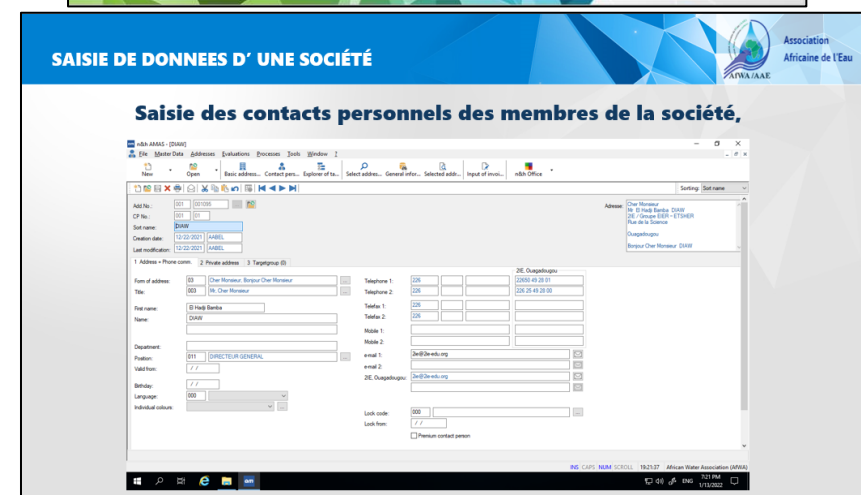 SAISIE DE DONNEES D' UNE SOCIÉTÉ
Association
Africaine de l'Eau
AfWA/AAE
Saisie des contacts personnels des membres de la société,
n&h AMAS - [DIAW]
File Master Data Addresses Evaluations Processes Tools Window ?
New Open Basic address... Contact pers... Explorer of ta... Select addres... General infor... Selected addr... Input of invoi... n&h Office
Sorting: Sort name
Add.No.: 001 001095
CP No.: 001 01
Sort name: DIAW
Creation date: 12/22/2021 AABEL
Last modification: 12/22/2021 AABEL
Adresse: Cher Monsieur
Mr. El Hadji Bamba DIAW
2IE / Groupe EIER - ETSHER
Rue de la Science
Ouagadougou
Bonjour Cher Monsieur DIAW
1 Address + Phone comm. 2 Private address 3 Targetgroup (0)
2IE, Ouagadougou
Form of address: 03 Cher Monsieur. Bonjour Cher Monsieur ... Telephone 1: 226 22650 49 28 01
Title: 003 Mr. Cher Monsieur ... Telephone 2: 226 226 25 49 28 00
First name: El Hadji Bamba Telefax 1: 226
Name: DIAW Telefax 2: 226
Mobile 1:
Mobile 2:
Department:
Position: 011 DIRECTEUR GENERAL ... e-mail 1: 2ie@2ie-edu.org
Valid from: / / e-mail 2:
2IE, Ouagadougou: 2ie@2ie-edu.org
Birthday: / /
Language: 000
Individual colours: ...
Lock code: 000 ...
Lock from: / /
Premium contact person
INS CAPS NUM SCROLL 19:21:37 African Water Association (AfWA)
ENG 7:21 PM
1/13/2022